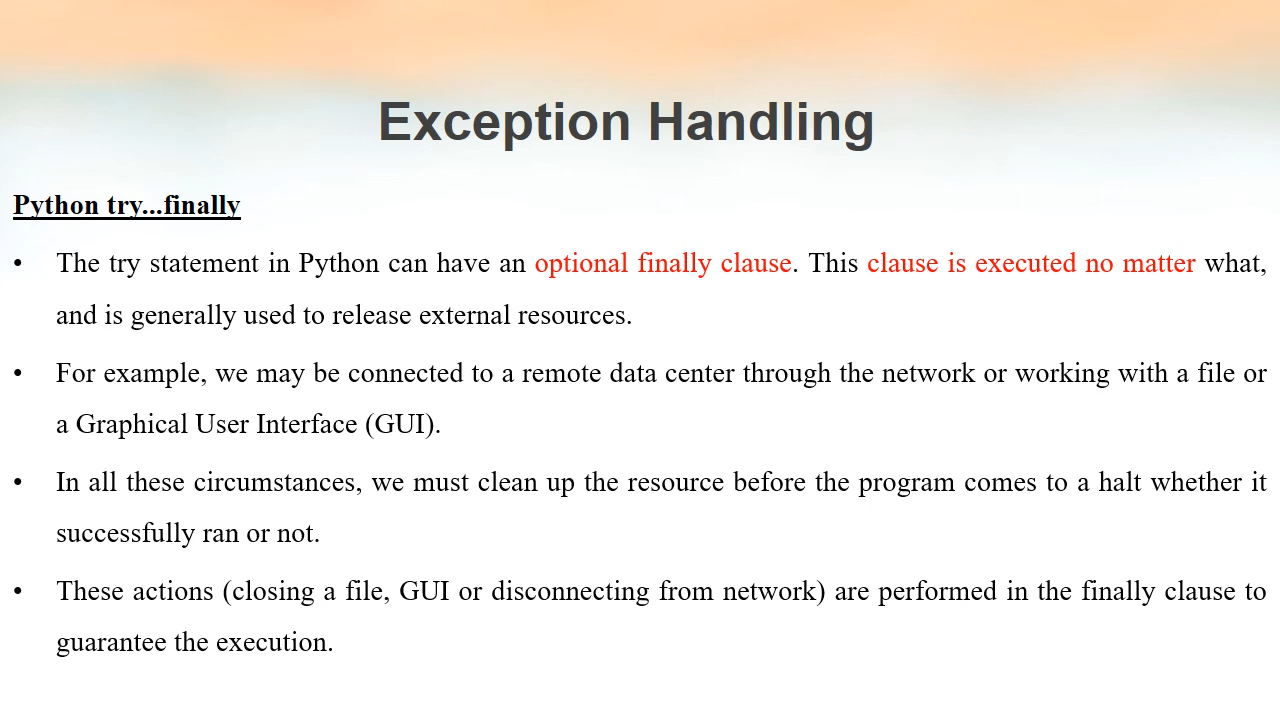 Exception Handling
Python try...finally
• The try statement in Python can have an optional finally clause. This clause is executed no matter what,
and is generally used to release external resources.
• For example, we may be connected to a remote data center through the network or working with a file or
a Graphical User Interface (GUI).
• In all these circumstances, we must clean up the resource before the program comes to a halt whether it
successfully ran or not.
• These actions (closing a file, GUI or disconnecting from network) are performed in the finally clause to
guarantee the execution.